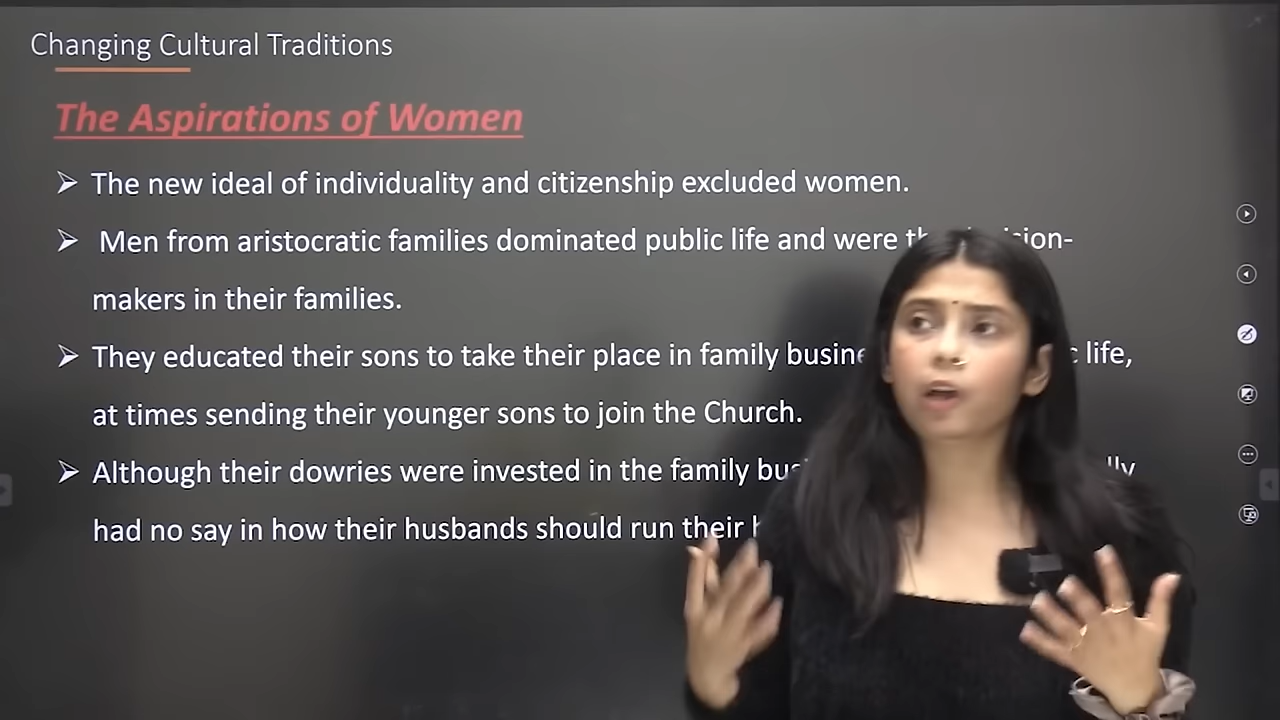 Changing Cultural Traditions
The Aspirations of Women
➢ The new ideal of individuality and citizenship excluded women.
➢ Men from aristocratic families dominated public life and were
makers in their families.
➢ They educated their sons to take their place in family life,
at times sending their younger sons to join the Church.
➢ Although their dowries were invested in the family
had no say in how their husbands should run their